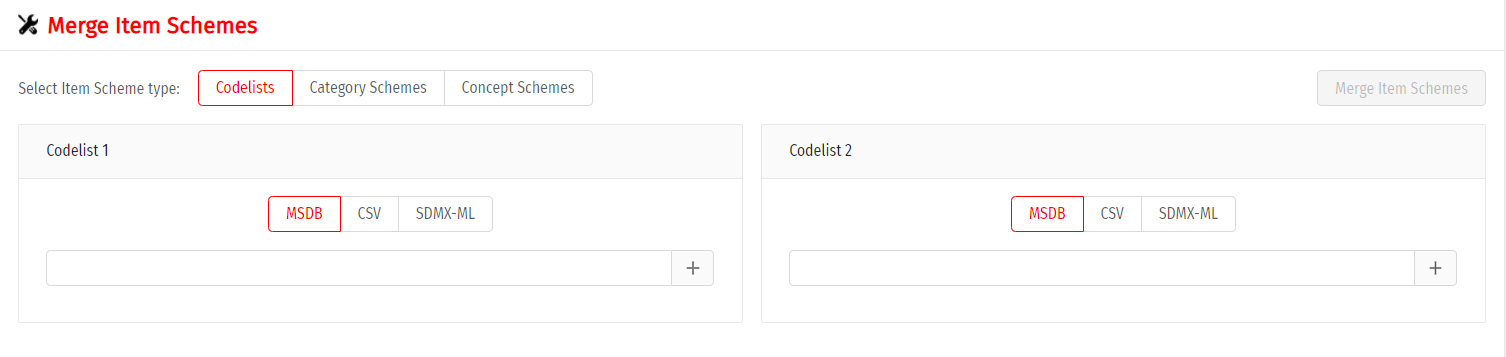 Merge Item Schemes
Select Item Scheme type: Codelists Category Schemes Concept Schemes Merge Item Schemes
Codelist 1
Codelist 2
MSDB CSV SDMX-ML
MSDB CSV SDMX-ML